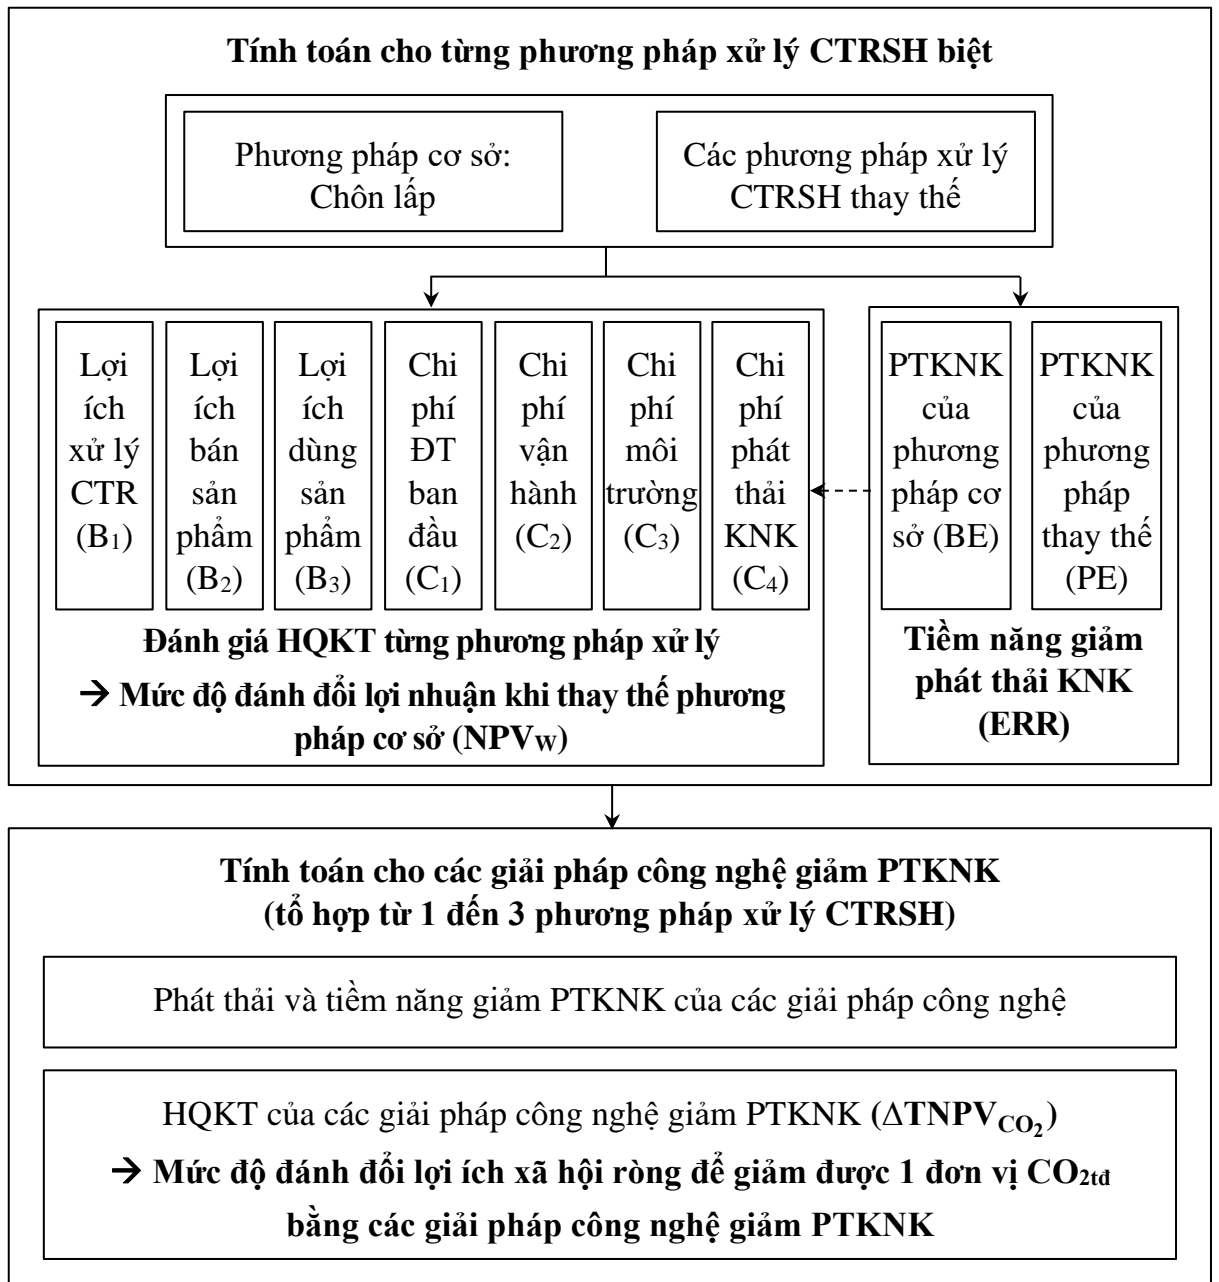 Tính toán cho từng phương pháp xử lý CTRSH biệt
Phương pháp cơ sở:
Chôn lấp
Các phương pháp xử lý
CTRSH thay thế
Lợi
ích
xử lý
CTR
(B₁)
Lợi
ích
bán
sản
phẩm
(B₂)
Lợi
ích
dùng
sản
phẩm
(B₃)
Chi
phí
ĐT
ban
đầu
(C₁)
Chi
phí
vận
hành
(C₂)
Chi
phí
môi
trường
(C₃)
Chi
phí
phát
thải
KNK
(C₄)
Đánh giá HQKT từng phương pháp xử lý
→ Mức độ đánh đổi lợi nhuận khi thay thế phương
pháp cơ sở (NPVw)
PTKNK
của
phương
pháp cơ
sở (BE)
PTKNK
của
phương
pháp
thay thế
(PE)
Tiềm năng giảm
phát thải KNK
(ERR)
Tính toán cho các giải pháp công nghệ giảm PTKNK
(tổ hợp từ 1 đến 3 phương pháp xử lý CTRSH)
Phát thải và tiềm năng giảm PTKNK của các giải pháp công nghệ
HQKT của các giải pháp công nghệ giảm PTKNK (ΔTNPV_CO₂)
→ Mức độ đánh đổi lợi ích xã hội ròng để giảm được 1 đơn vị CO₂tđ
bằng các giải pháp công nghệ giảm PTKNK